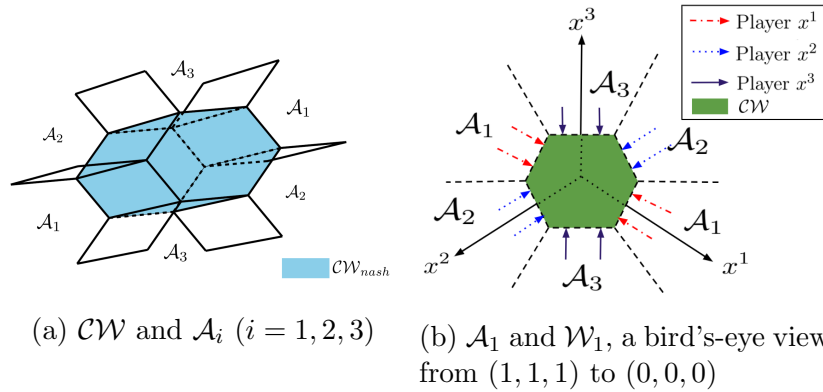 𝒜₃
𝒜₁
𝒜₂
𝒜₂
𝒜₁
𝒜₃
𝒞𝒲ₙₐₛₕ
(a) 𝒞𝒲 and 𝒜ᵢ (i = 1, 2, 3)
x³
Player x¹
Player x²
Player x³
𝒞𝒲
𝒜₃
𝒜₁
𝒜₂
𝒜₂
𝒜₁
𝒜₃
x²
x¹
(b) 𝒜₁ and 𝒲₁, a bird's-eye view
from (1, 1, 1) to (0, 0, 0)